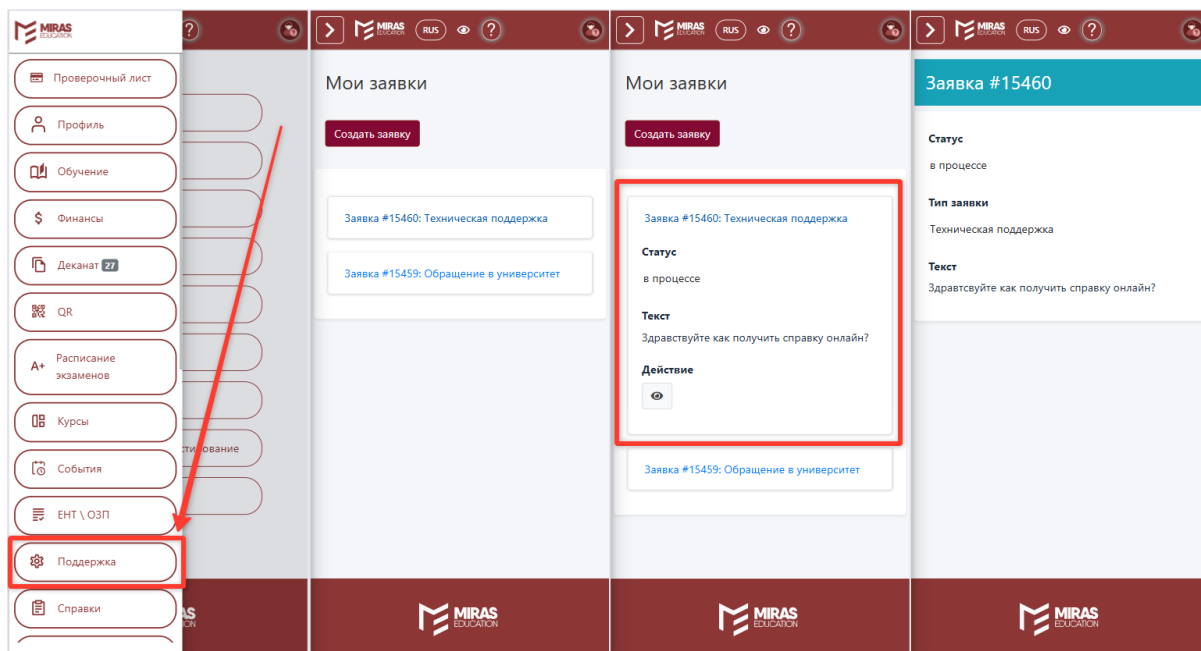 MIRAS
EDUCATION
?
Проверочный лист
Профиль
Обучение
$ Финансы
Деканат 27
QR
A+ Расписание
экзаменов
Курсы
События
ЕНТ \ ОЗП
Поддержка
Справки
MIRAS
EDUCATION
RUS
?
Мои заявки
Создать заявку
Заявка #15460: Техническая поддержка
Заявка #15459: Обращение в университет
MIRAS
EDUCATION
MIRAS
EDUCATION
RUS
?
Мои заявки
Создать заявку
Заявка #15460: Техническая поддержка
Статус
в процессе
Текст
Здравствуйте как получить справку онлайн?
Действие
Заявка #15459: Обращение в университет
MIRAS
EDUCATION
MIRAS
EDUCATION
RUS
?
Заявка #15460
Статус
в процессе
Тип заявки
Техническая поддержка
Текст
Здравтсвуйте как получить справку онлайн?
MIRAS
EDUCATION